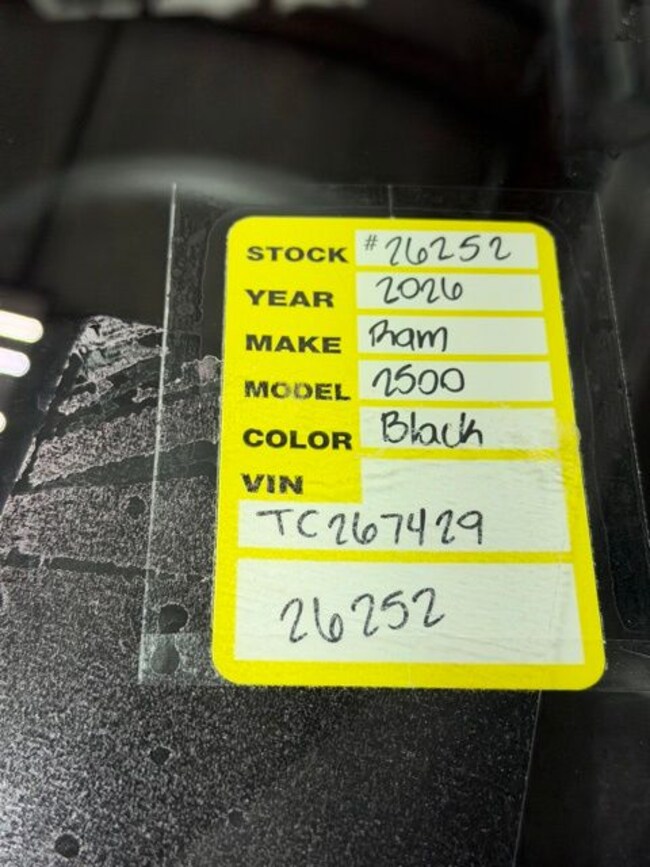 STOCK #26252
YEAR 2026
MAKE Ram
MODEL 2500
COLOR Black
VIN
TC267429
26252